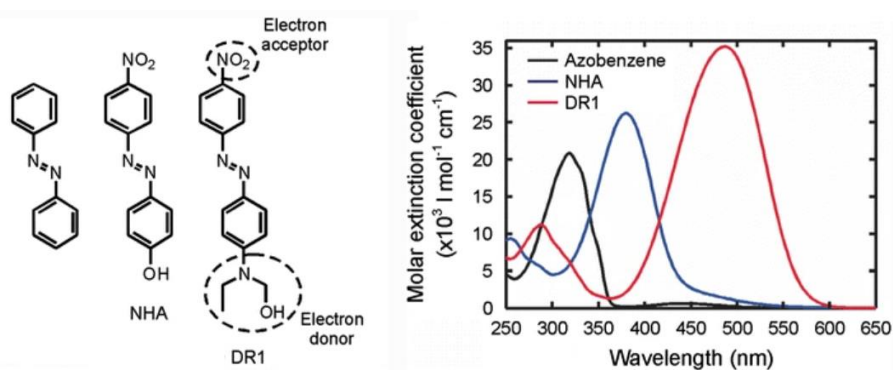 Electron
acceptor
NO₂
NO₂
N
N
N
N
N
N
OH
N
OH
NHA
Electron
donor
DR1
Molar extinction coefficient
(x10³ l mol⁻¹ cm⁻¹)
35
30
25
20
15
10
5
0
Azobenzene
NHA
DR1
250 300 350 400 450 500 550 600 650
Wavelength (nm)